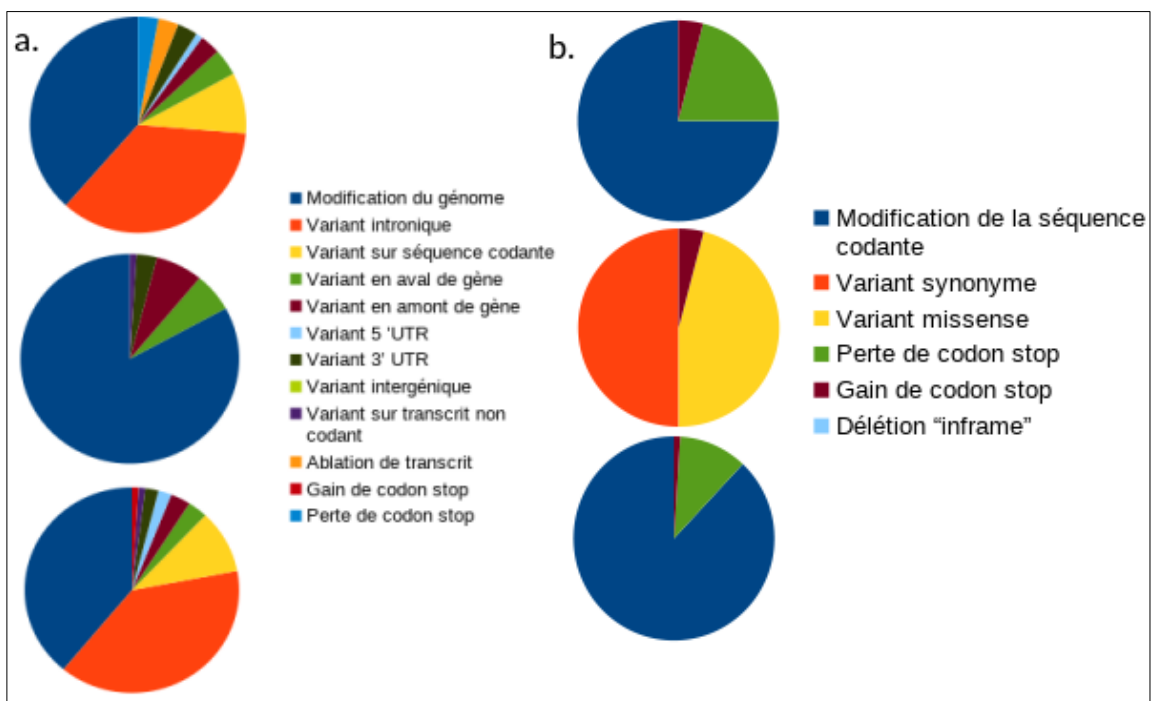 a.
Modification du génome
Variant intronique
Variant sur séquence codante
Variant en aval de gène
Variant en amont de gène
Variant 5 'UTR
Variant 3' UTR
Variant intergénique
Variant sur transcrit non
codant
Ablation de transcrit
Gain de codon stop
Perte de codon stop
b.
Modification de la séquence
codante
Variant synonyme
Variant missense
Perte de codon stop
Gain de codon stop
Délétion “inframe”